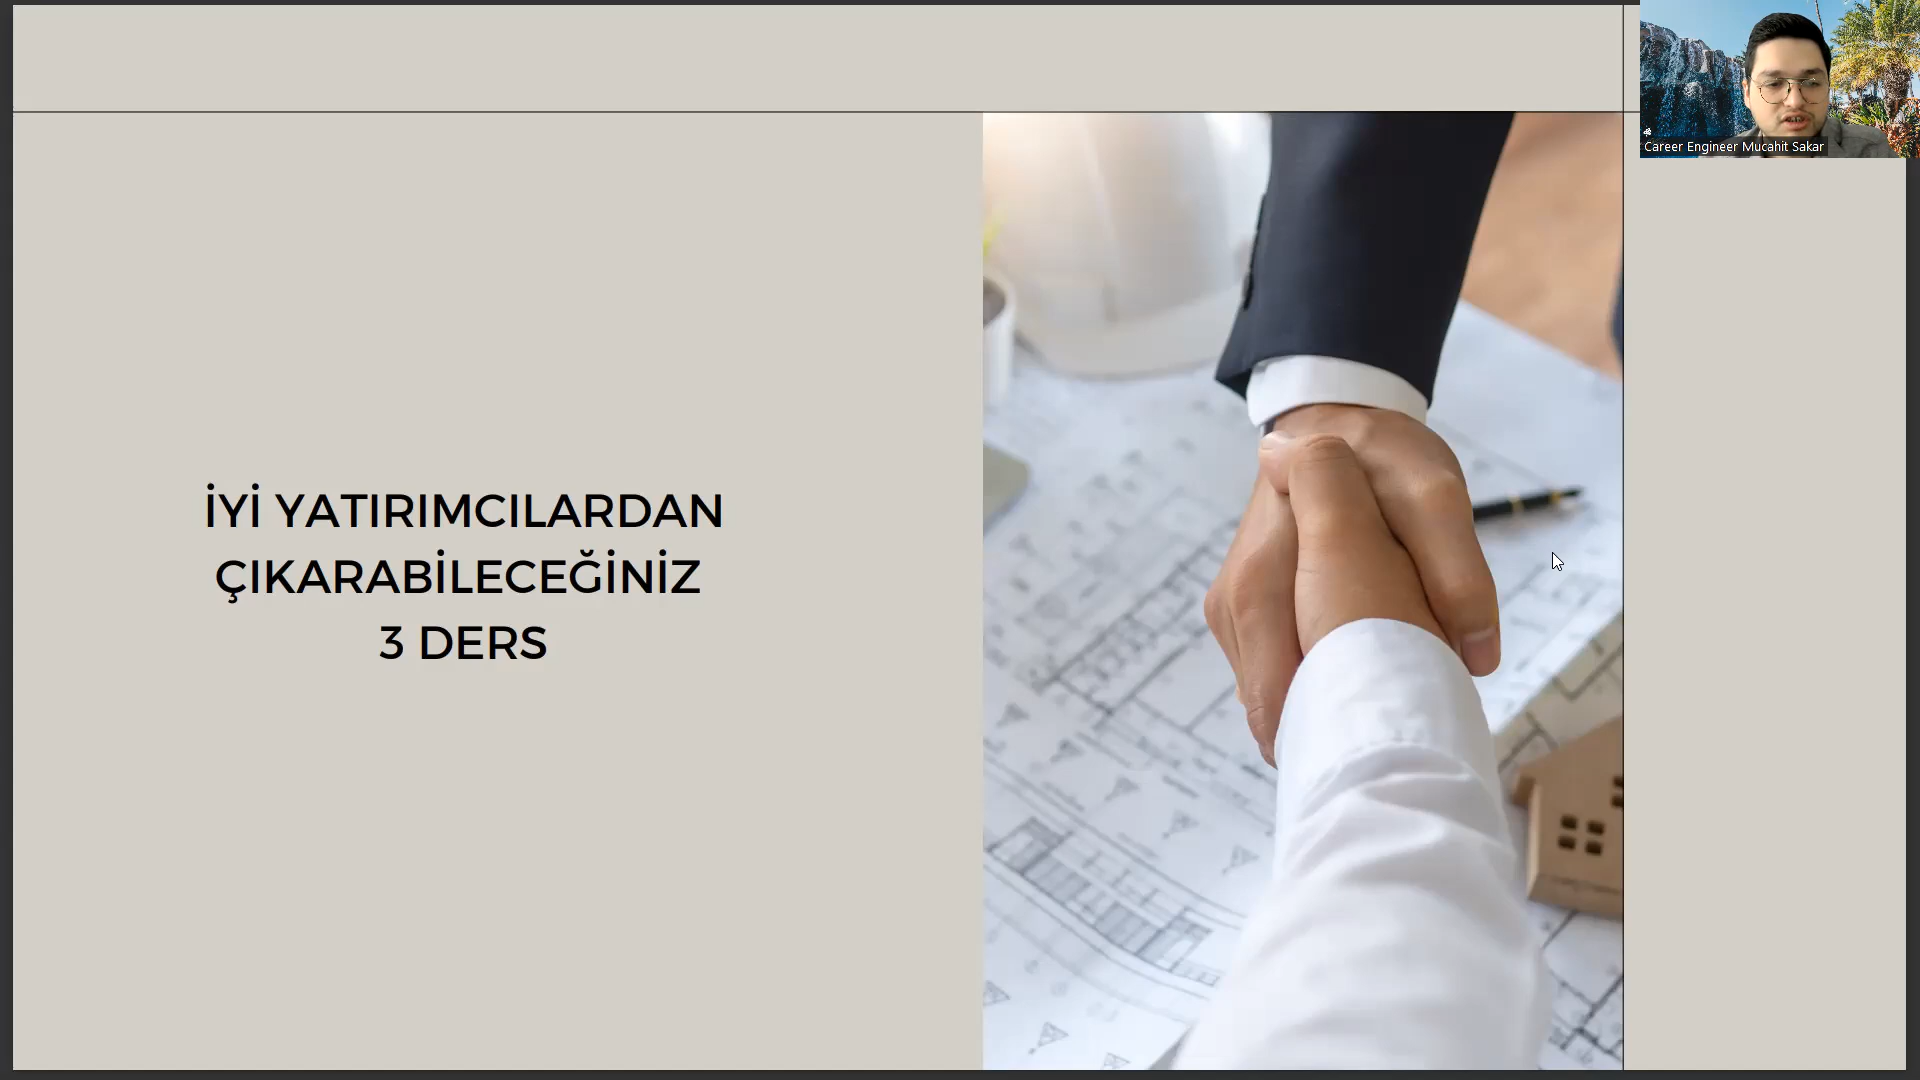 Career Engineer Mucahit Sakar
İYİ YATIRIMCILARDAN
ÇIKARABİLECEĞİNİZ
3 DERS